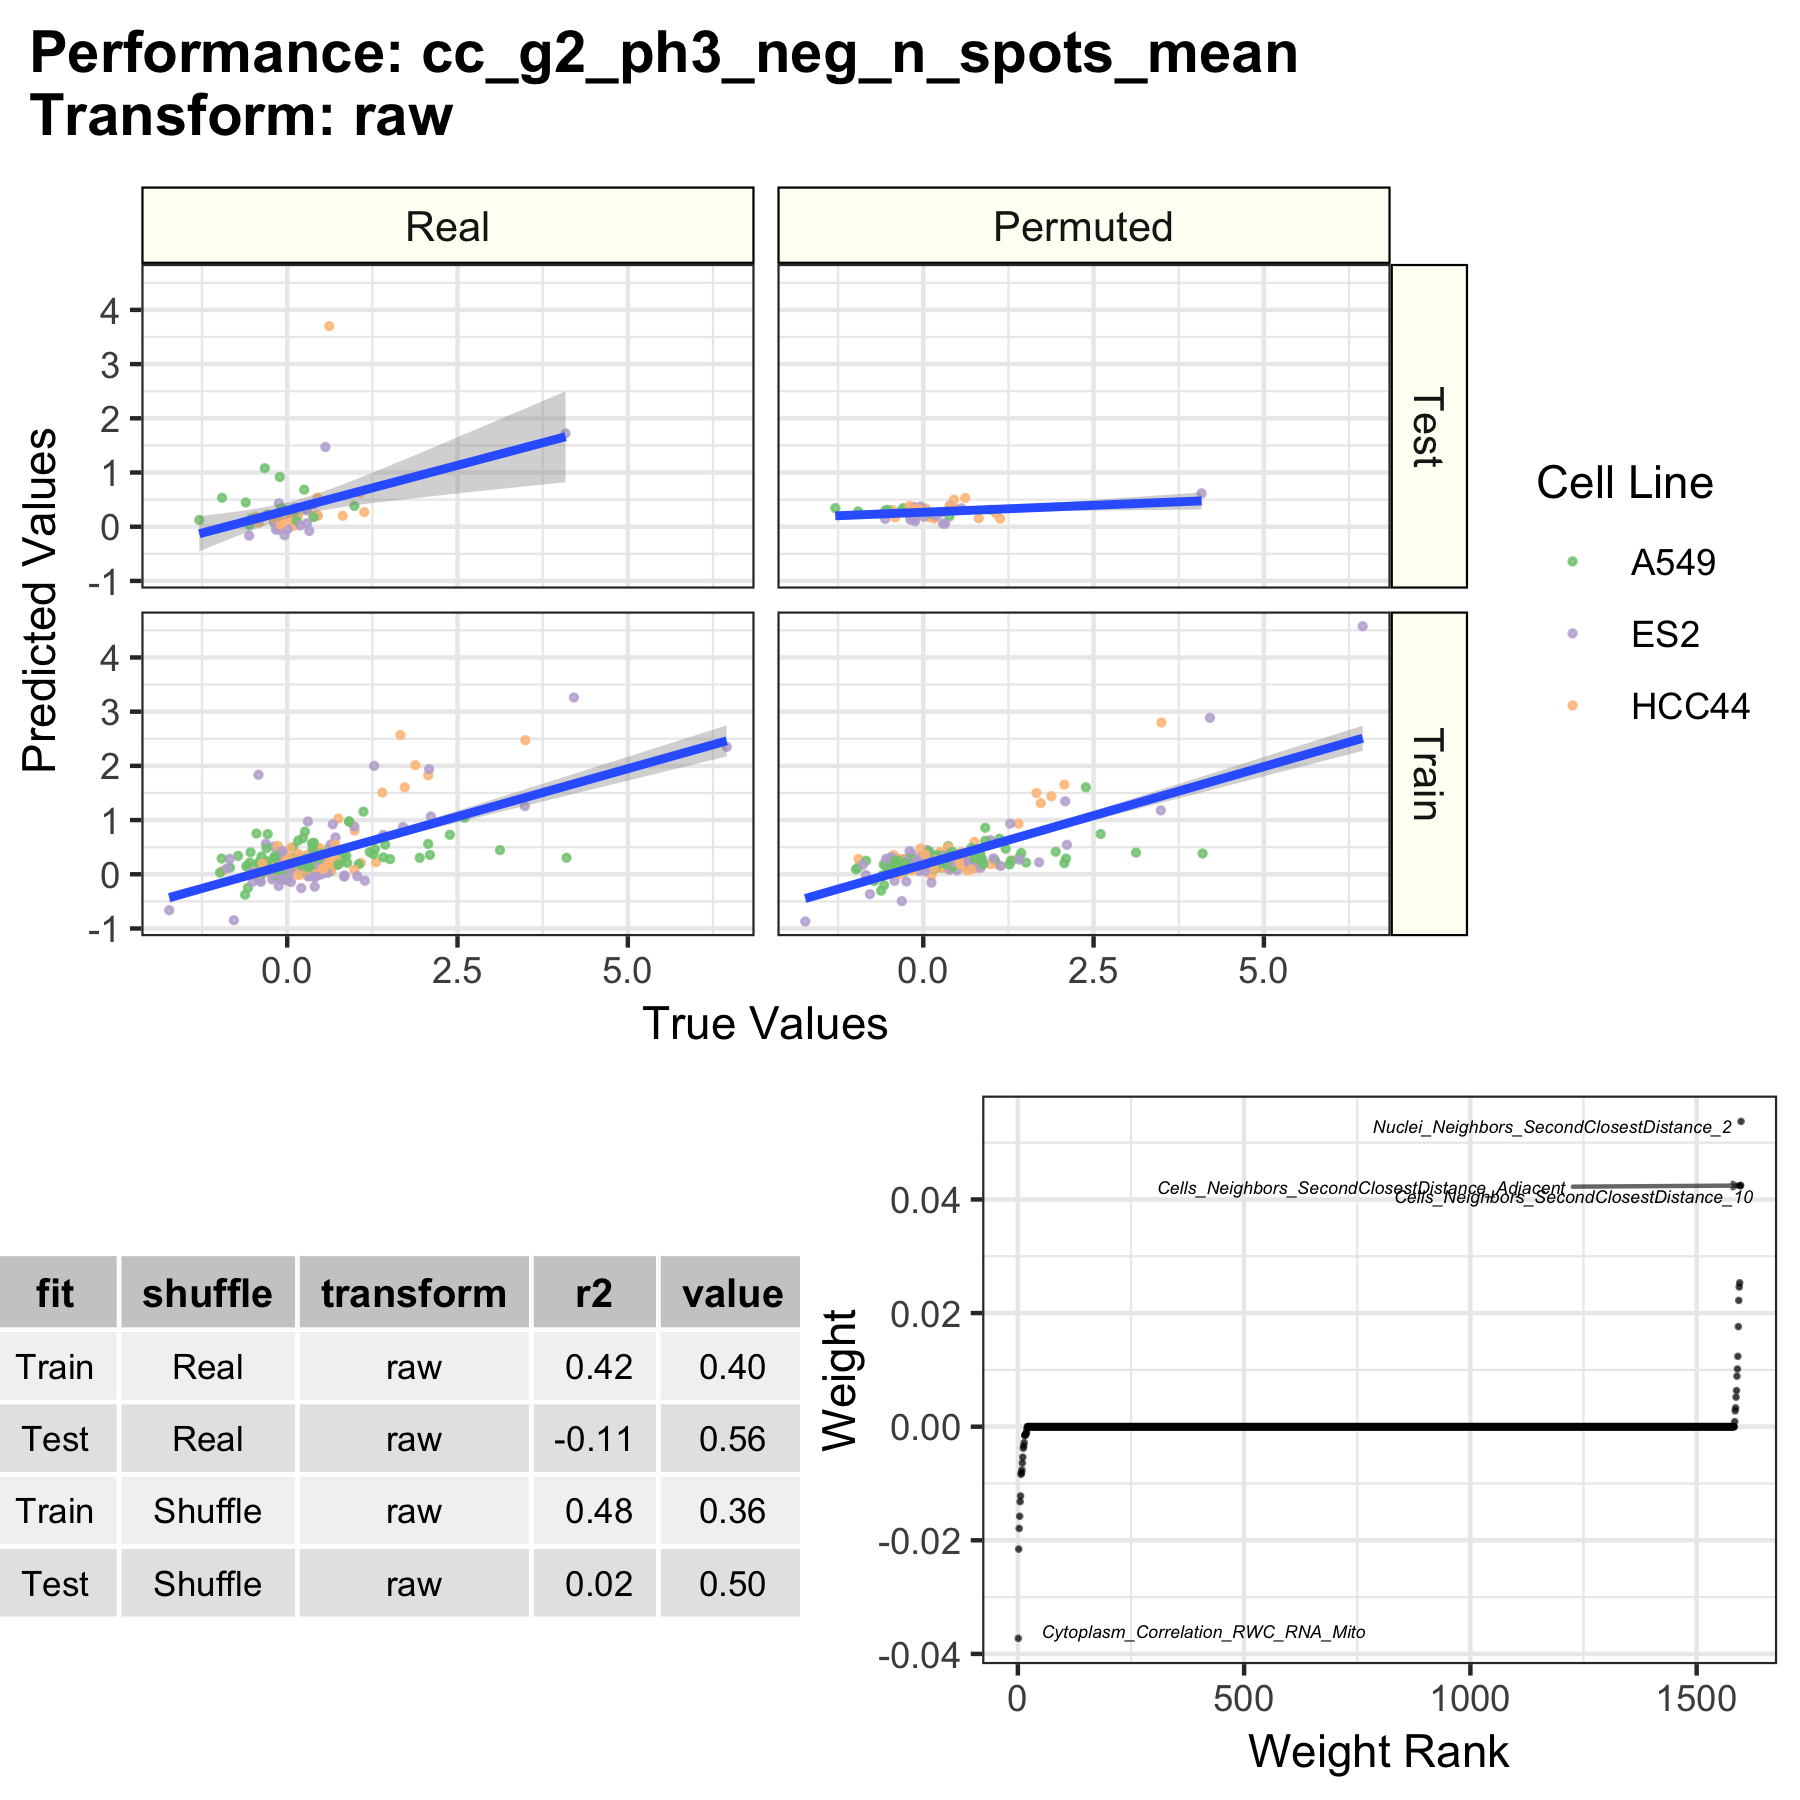 Performance: cc_g2_ph3_neg_n_spots_mean
Transform: raw
Real
Permuted
Test
Train
Predicted Values
4
3
2
1
0
-1
4
3
2
1
0
-1
0.0
2.5
5.0
0.0
2.5
5.0
True Values
Cell Line
A549
ES2
HCC44
fit shuffle transform r2 value
Train Real raw 0.42 0.40
Test Real raw -0.11 0.56
Train Shuffle raw 0.48 0.36
Test Shuffle raw 0.02 0.50
Weight
0.04
0.02
0.00
-0.02
-0.04
Nuclei_Neighbors_SecondClosestDistance_2
Cells_Neighbors_SecondClosestDistance_Adjacent
Cells_Neighbors_SecondClosestDistance_10
Cytoplasm_Correlation_RWC_RNA_Mito
0
500
1000
1500
Weight Rank